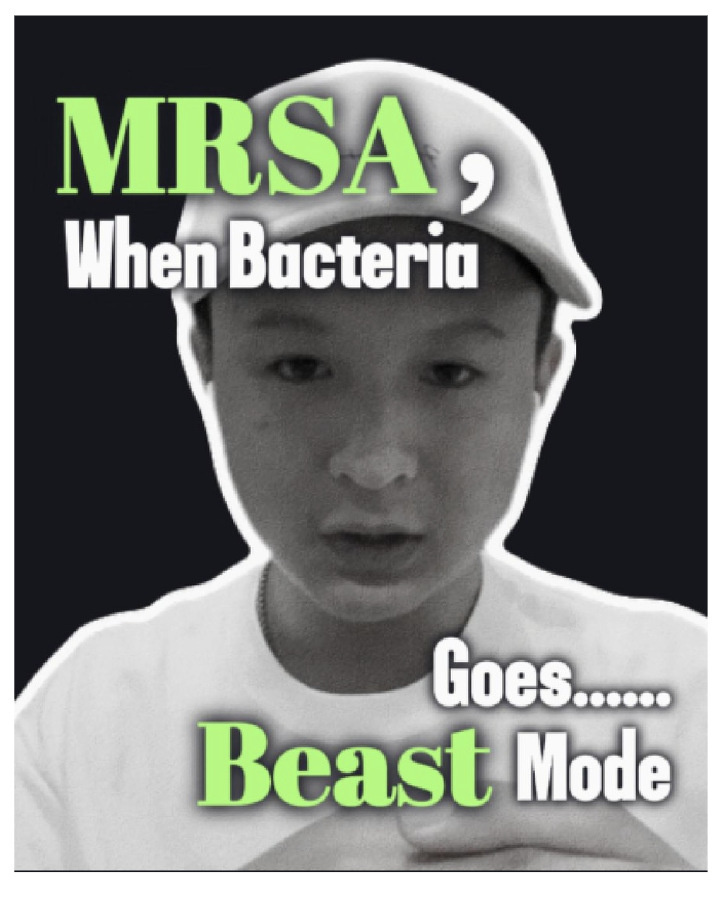 MRSA,
When Bacteria
Goes......
Beast Mode